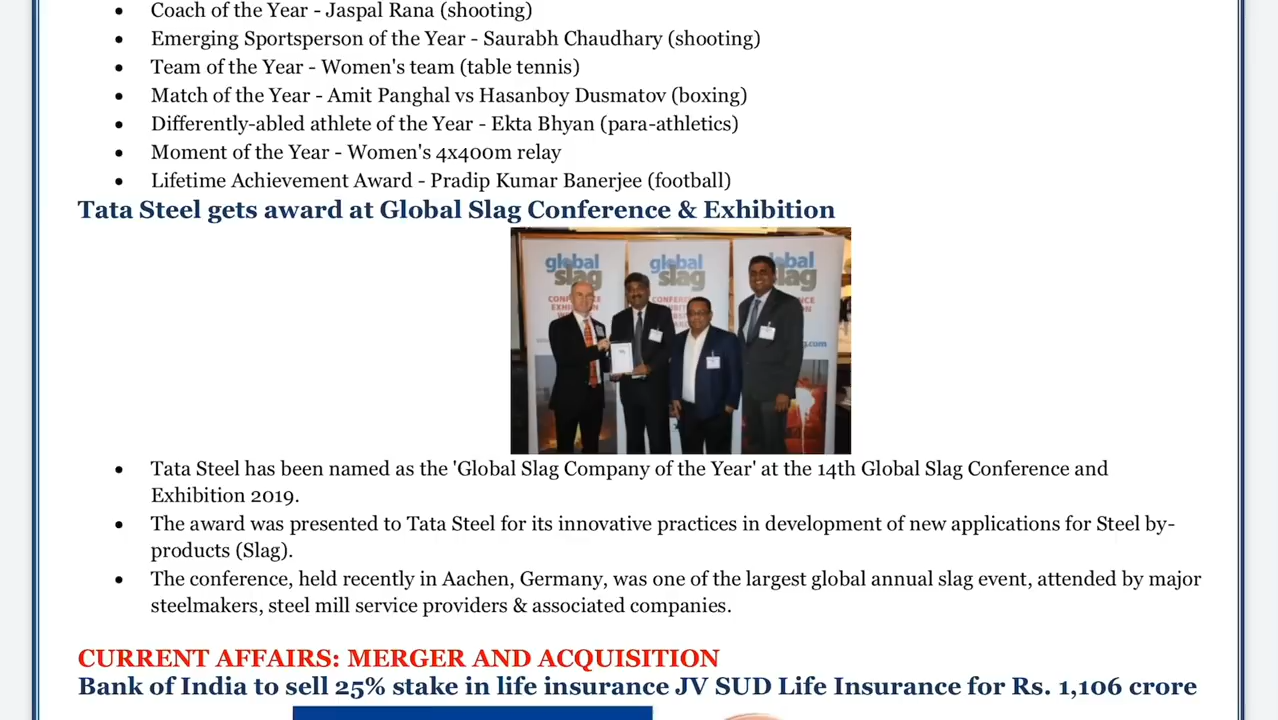 Coach of the Year - Jaspal Rana (shooting)
Emerging Sportsperson of the Year - Saurabh Chaudhary (shooting)
Team of the Year - Women's team (table tennis)
Match of the Year - Amit Panghal vs Hasanboy Dusmatov (boxing)
Differently-abled athlete of the Year - Ekta Bhyan (para-athletics)
Moment of the Year - Women's 4x400m relay
Lifetime Achievement Award - Pradip Kumar Banerjee (football)
Tata Steel gets award at Global Slag Conference & Exhibition
global slag
global slag
Tata Steel has been named as the 'Global Slag Company of the Year' at the 14th Global Slag Conference and
Exhibition 2019.
The award was presented to Tata Steel for its innovative practices in development of new applications for Steel by-
products (Slag).
The conference, held recently in Aachen, Germany, was one of the largest global annual slag event, attended by major
steelmakers, steel mill service providers & associated companies.
CURRENT AFFAIRS: MERGER AND ACQUISITION
Bank of India to sell 25% stake in life insurance JV SUD Life Insurance for Rs. 1,106 crore